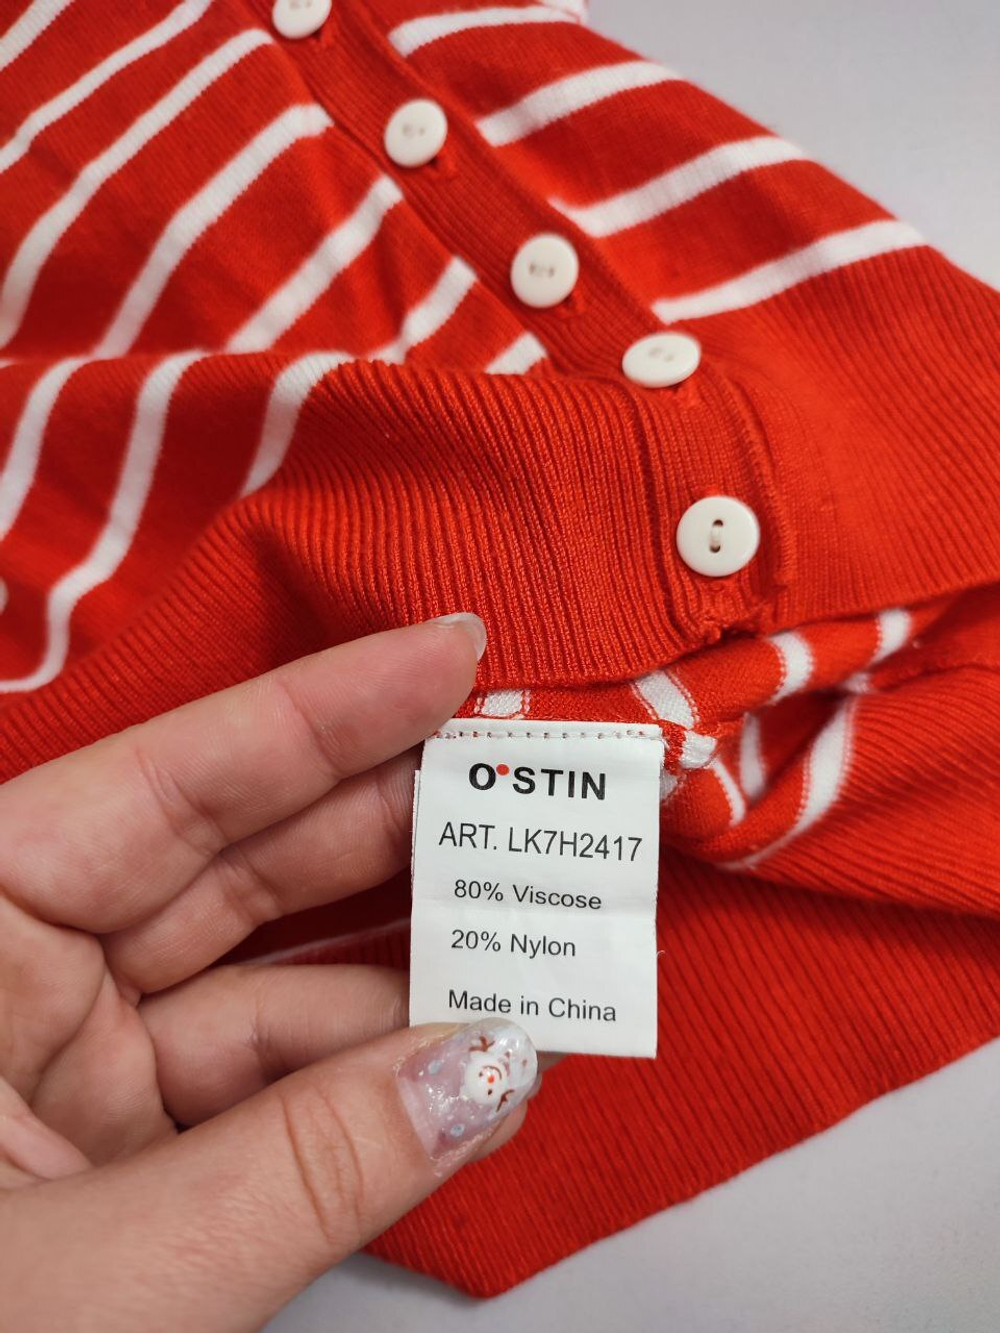 O'STIN
ART. LK7H2417
80% Viscose
20% Nylon
Made in China